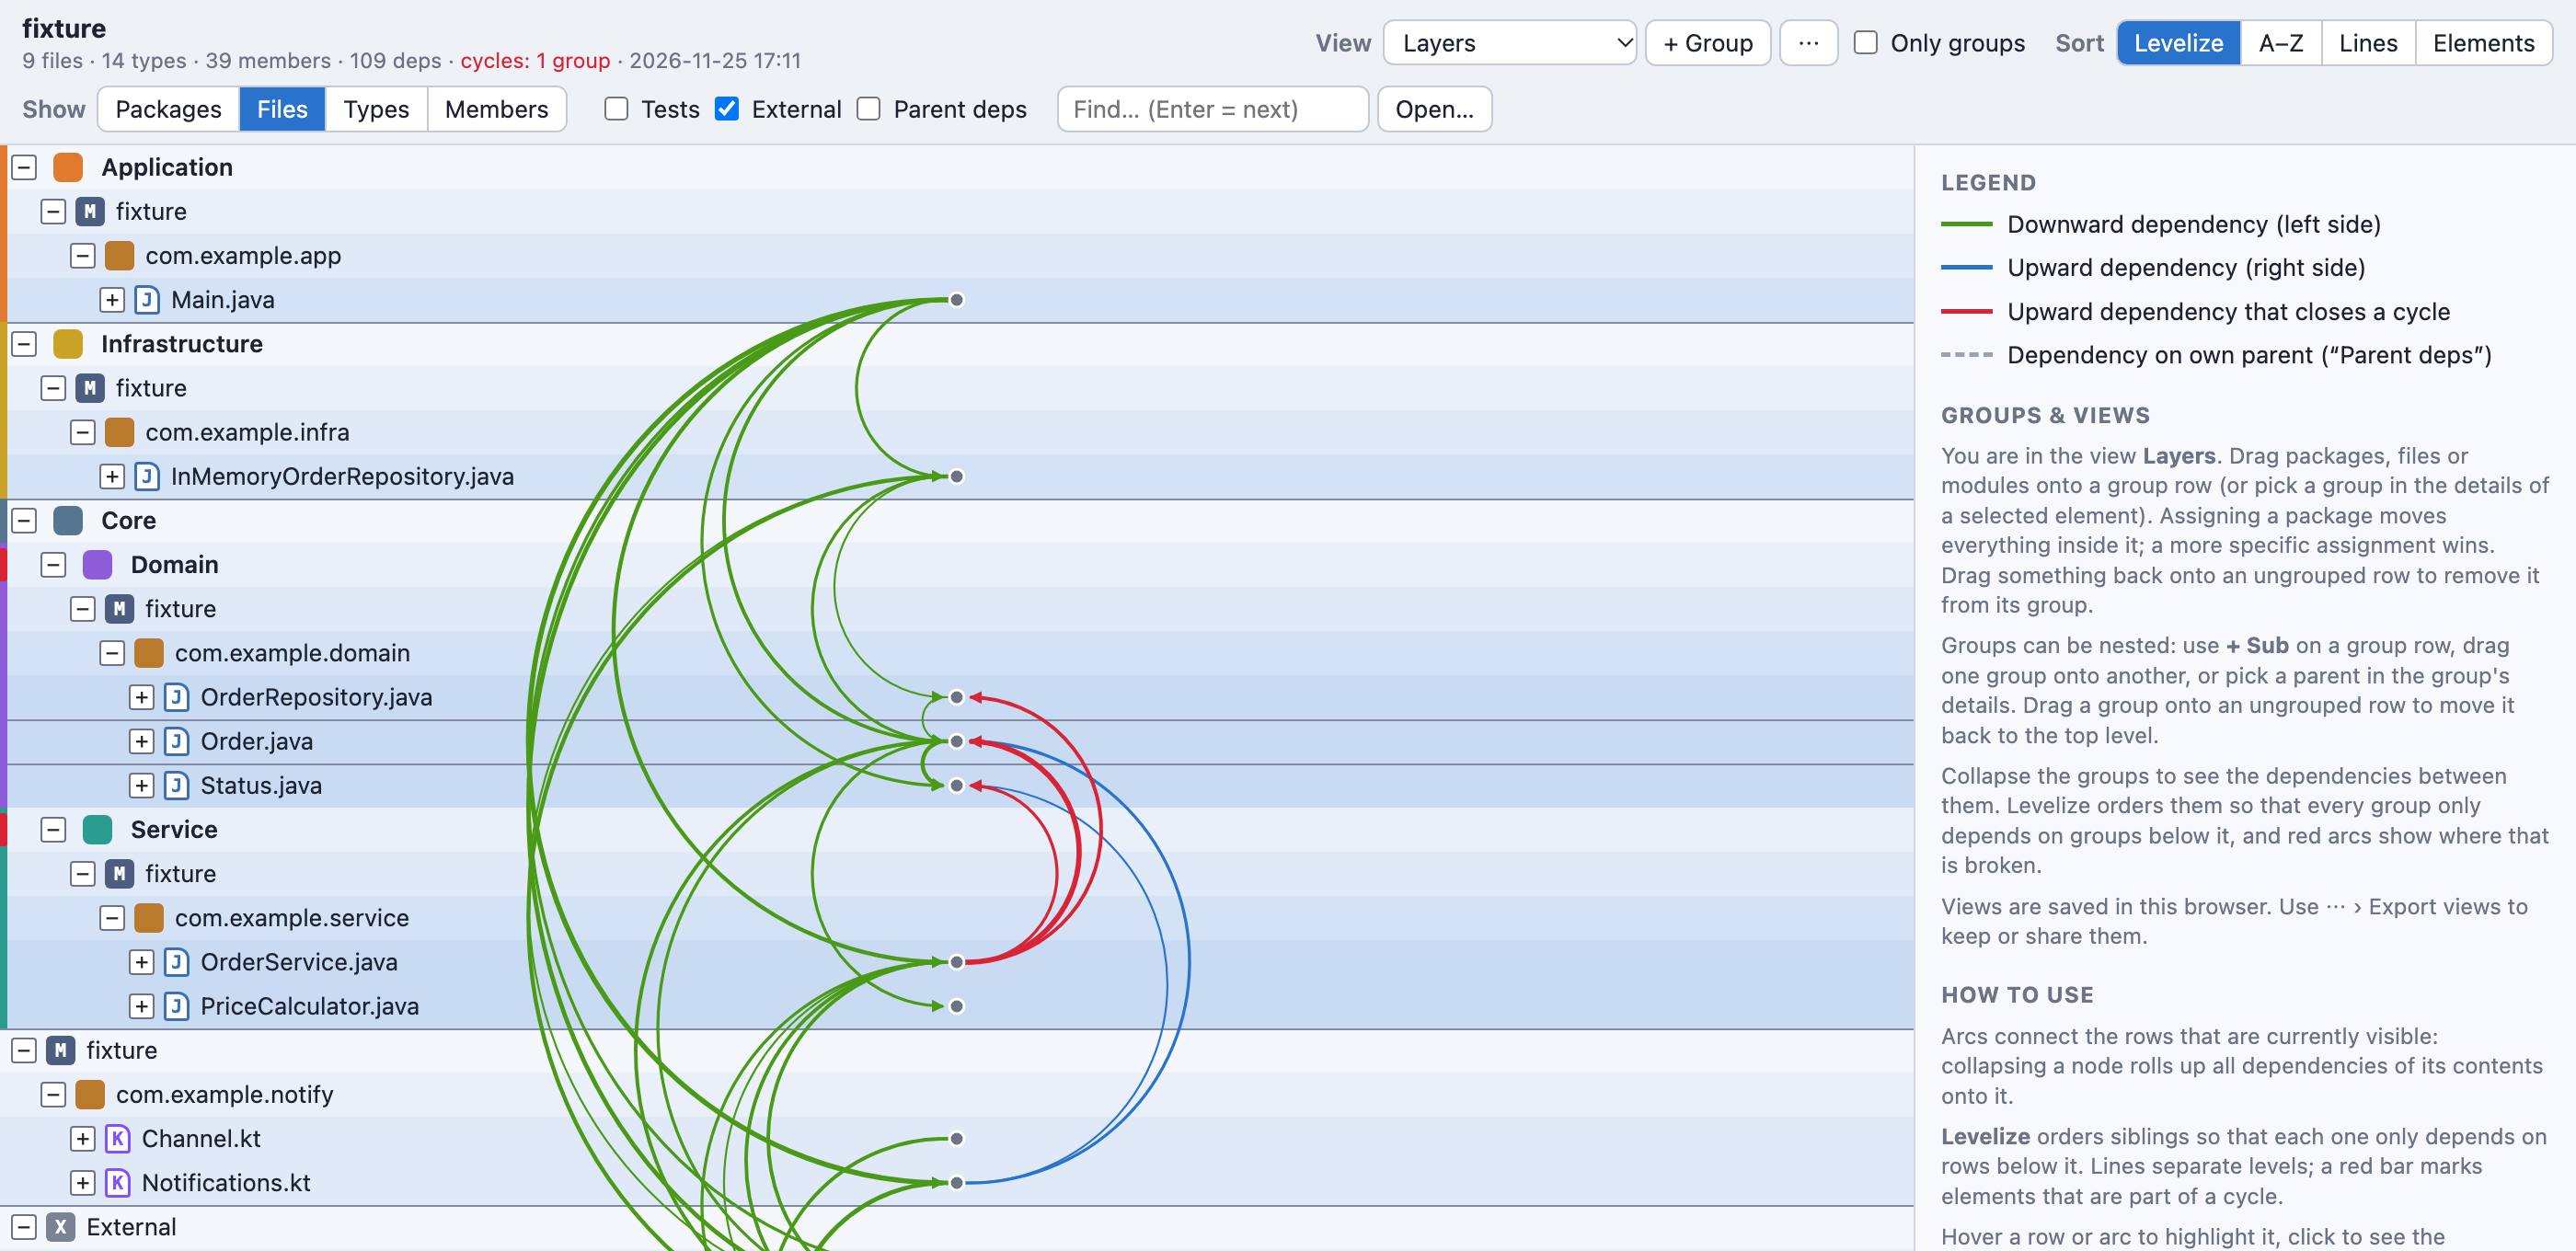 fixture
9 files · 14 types · 39 members · 109 deps · cycles: 1 group · 2026-11-25 17:11
View Layers + Group ··· Only groups Sort Levelize A–Z Lines Elements
Show Packages Files Types Members Tests External Parent deps Find... (Enter = next) Open...
Application
M fixture
com.example.app
J Main.java
Infrastructure
M fixture
com.example.infra
J InMemoryOrderRepository.java
Core
Domain
M fixture
com.example.domain
J OrderRepository.java
J Order.java
J Status.java
Service
M fixture
com.example.service
J OrderService.java
J PriceCalculator.java
M fixture
com.example.notify
K Channel.kt
K Notifications.kt
X External
LEGEND
Downward dependency (left side)
Upward dependency (right side)
Upward dependency that closes a cycle
Dependency on own parent (“Parent deps”)
GROUPS & VIEWS
You are in the view Layers. Drag packages, files or
modules onto a group row (or pick a group in the details of
a selected element). Assigning a package moves
everything inside it; a more specific assignment wins.
Drag something back onto an ungrouped row to remove it
from its group.
Groups can be nested: use + Sub on a group row, drag
one group onto another, or pick a parent in the group's
details. Drag a group onto an ungrouped row to move it
back to the top level.
Collapse the groups to see the dependencies between
them. Levelize orders them so that every group only
depends on groups below it, and red arcs show where that
is broken.
Views are saved in this browser. Use ··· › Export views to
keep or share them.
HOW TO USE
Arcs connect the rows that are currently visible:
collapsing a node rolls up all dependencies of its contents
onto it.
Levelize orders siblings so that each one only depends on
rows below it. Lines separate levels; a red bar marks
elements that are part of a cycle.
Hover a row or arc to highlight it, click to see the